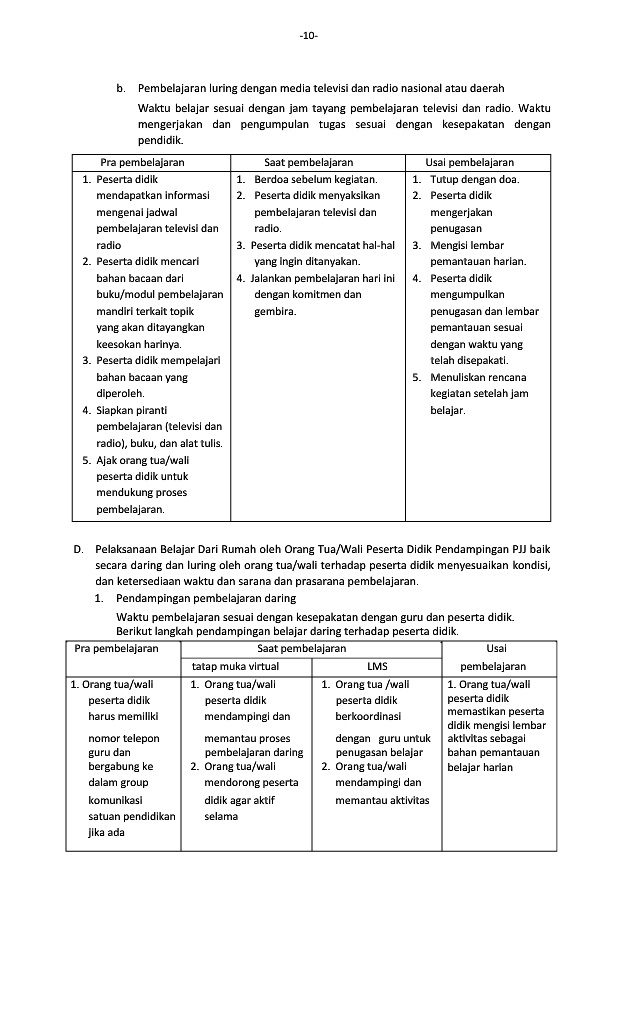 -10-
b. Pembelajaran luring dengan media televisi dan radio nasional atau daerah
Waktu belajar sesuai dengan jam tayang pembelajaran televisi dan radio. Waktu
mengerjakan dan pengumpulan tugas sesuai dengan kesepakatan dengan
pendidik.
Pra pembelajaran
1. Peserta didik
mendapatkan informasi
mengenai jadwal
pembelajaran televisi dan
radio
2. Peserta didik mencari
bahan bacaan dari
buku/modul pembelajaran
mandiri terkait topik
yang akan ditayangkan
keesokan harinya.
3. Peserta didik mempelajari
bahan bacaan yang
diperoleh.
4. Siapkan piranti
pembelajaran (televisi dan
radio), buku, dan alat tulis.
5. Ajak orang tua/wali
peserta didik untuk
mendukung proses
pembelajaran.
Saat pembelajaran
1. Berdoa sebelum kegiatan.
2. Peserta didik menyaksikan
pembelajaran televisi dan
radio.
3. Peserta didik mencatat hal-hal
yang ingin ditanyakan.
4. Jalankan pembelajaran hari ini
dengan komitmen dan
gembira.
Usai pembelajaran
1. Tutup dengan doa.
2. Peserta didik
mengerjakan
penugasan
3. Mengisi lembar
pemantauan harian.
4. Peserta didik
mengumpulkan
penugasan dan lembar
pemantauan sesuai
dengan waktu yang
telah disepakati.
5. Menuliskan rencana
kegiatan setelah jam
belajar.
D. Pelaksanaan Belajar Dari Rumah oleh Orang Tua/Wali Peserta Didik Pendampingan PJJ baik
secara daring dan luring oleh orang tua/wali terhadap peserta didik menyesuaikan kondisi,
dan ketersediaan waktu dan sarana dan prasarana pembelajaran.
1. Pendampingan pembelajaran daring
Waktu pembelajaran sesuai dengan kesepakatan dengan guru dan peserta didik.
Berikut langkah pendampingan belajar daring terhadap peserta didik.
Pra pembelajaran
1. Orang tua/wali
peserta didik
harus memiliki
nomor telepon
guru dan
bergabung ke
dalam group
komunikasi
satuan pendidikan
jika ada
Saat pembelajaran
tatap muka virtual
1. Orang tua/wali
peserta didik
mendampingi dan
memantau proses
pembelajaran daring
2. Orang tua/wali
mendorong peserta
didik agar aktif
selama
LMS
1. Orang tua /wali
peserta didik
berkoordinasi
dengan guru untuk
penugasan belajar
2. Orang tua/wali
mendampingi dan
memantau aktivitas
Usai
pembelajaran
1. Orang tua/wali
peserta didik
memastikan peserta
didik mengisi lembar
aktivitas sebagai
bahan pemantauan
belajar harian